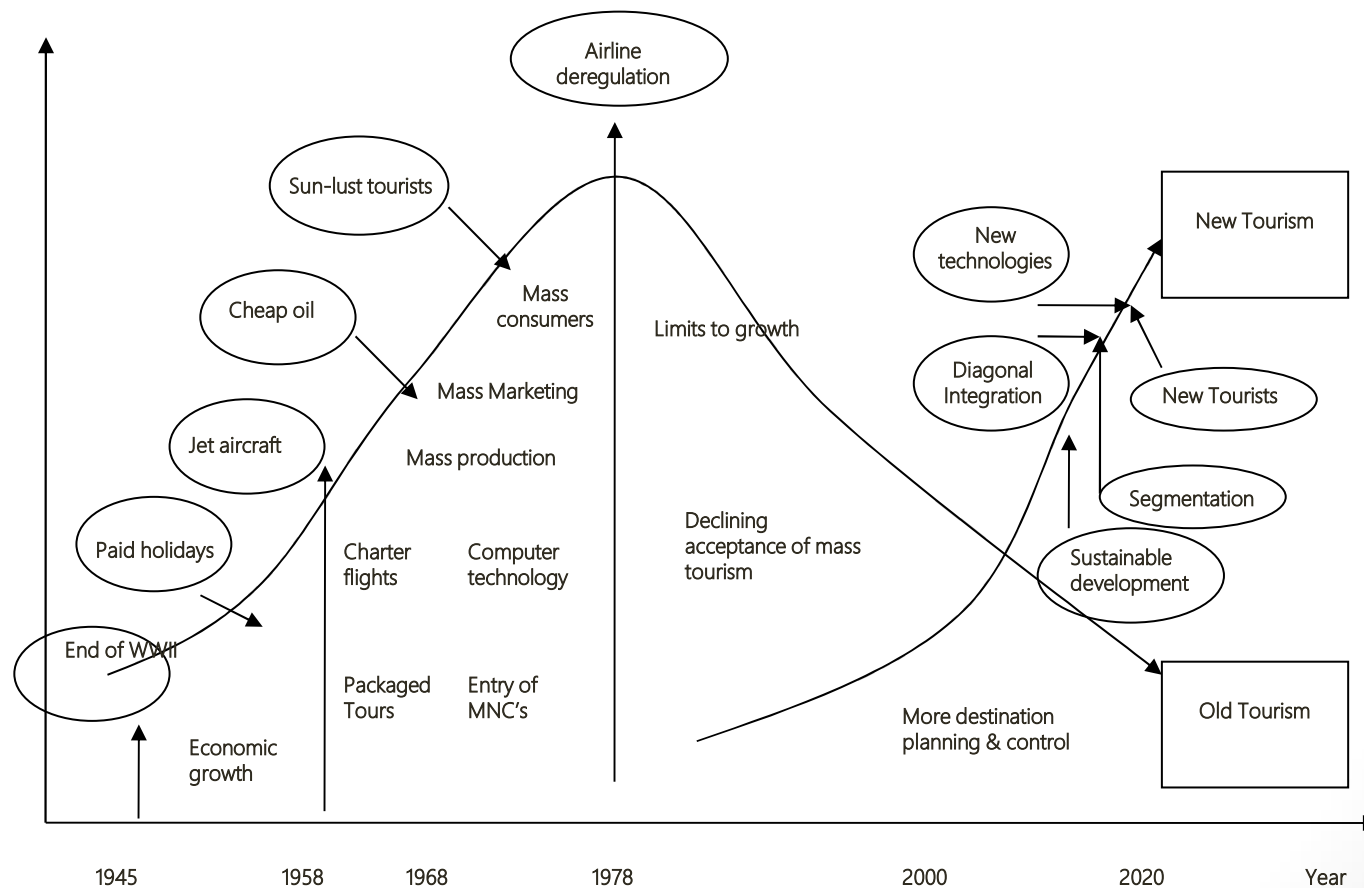 Airline
deregulation
Sun-lust tourists
Cheap oil
Jet aircraft
Paid holidays
End of WWII
Economic
growth
Mass
consumers
Mass Marketing
Mass production
Charter
flights
Computer
technology
Packaged
Tours
Entry of
MNC’s
Limits to growth
Declining
acceptance of mass
tourism
More destination
planning & control
New
technologies
Diagonal
Integration
New Tourism
New Tourists
Segmentation
Sustainable
development
Old Tourism
1945 1958 1968 1978 2000 2020 Year